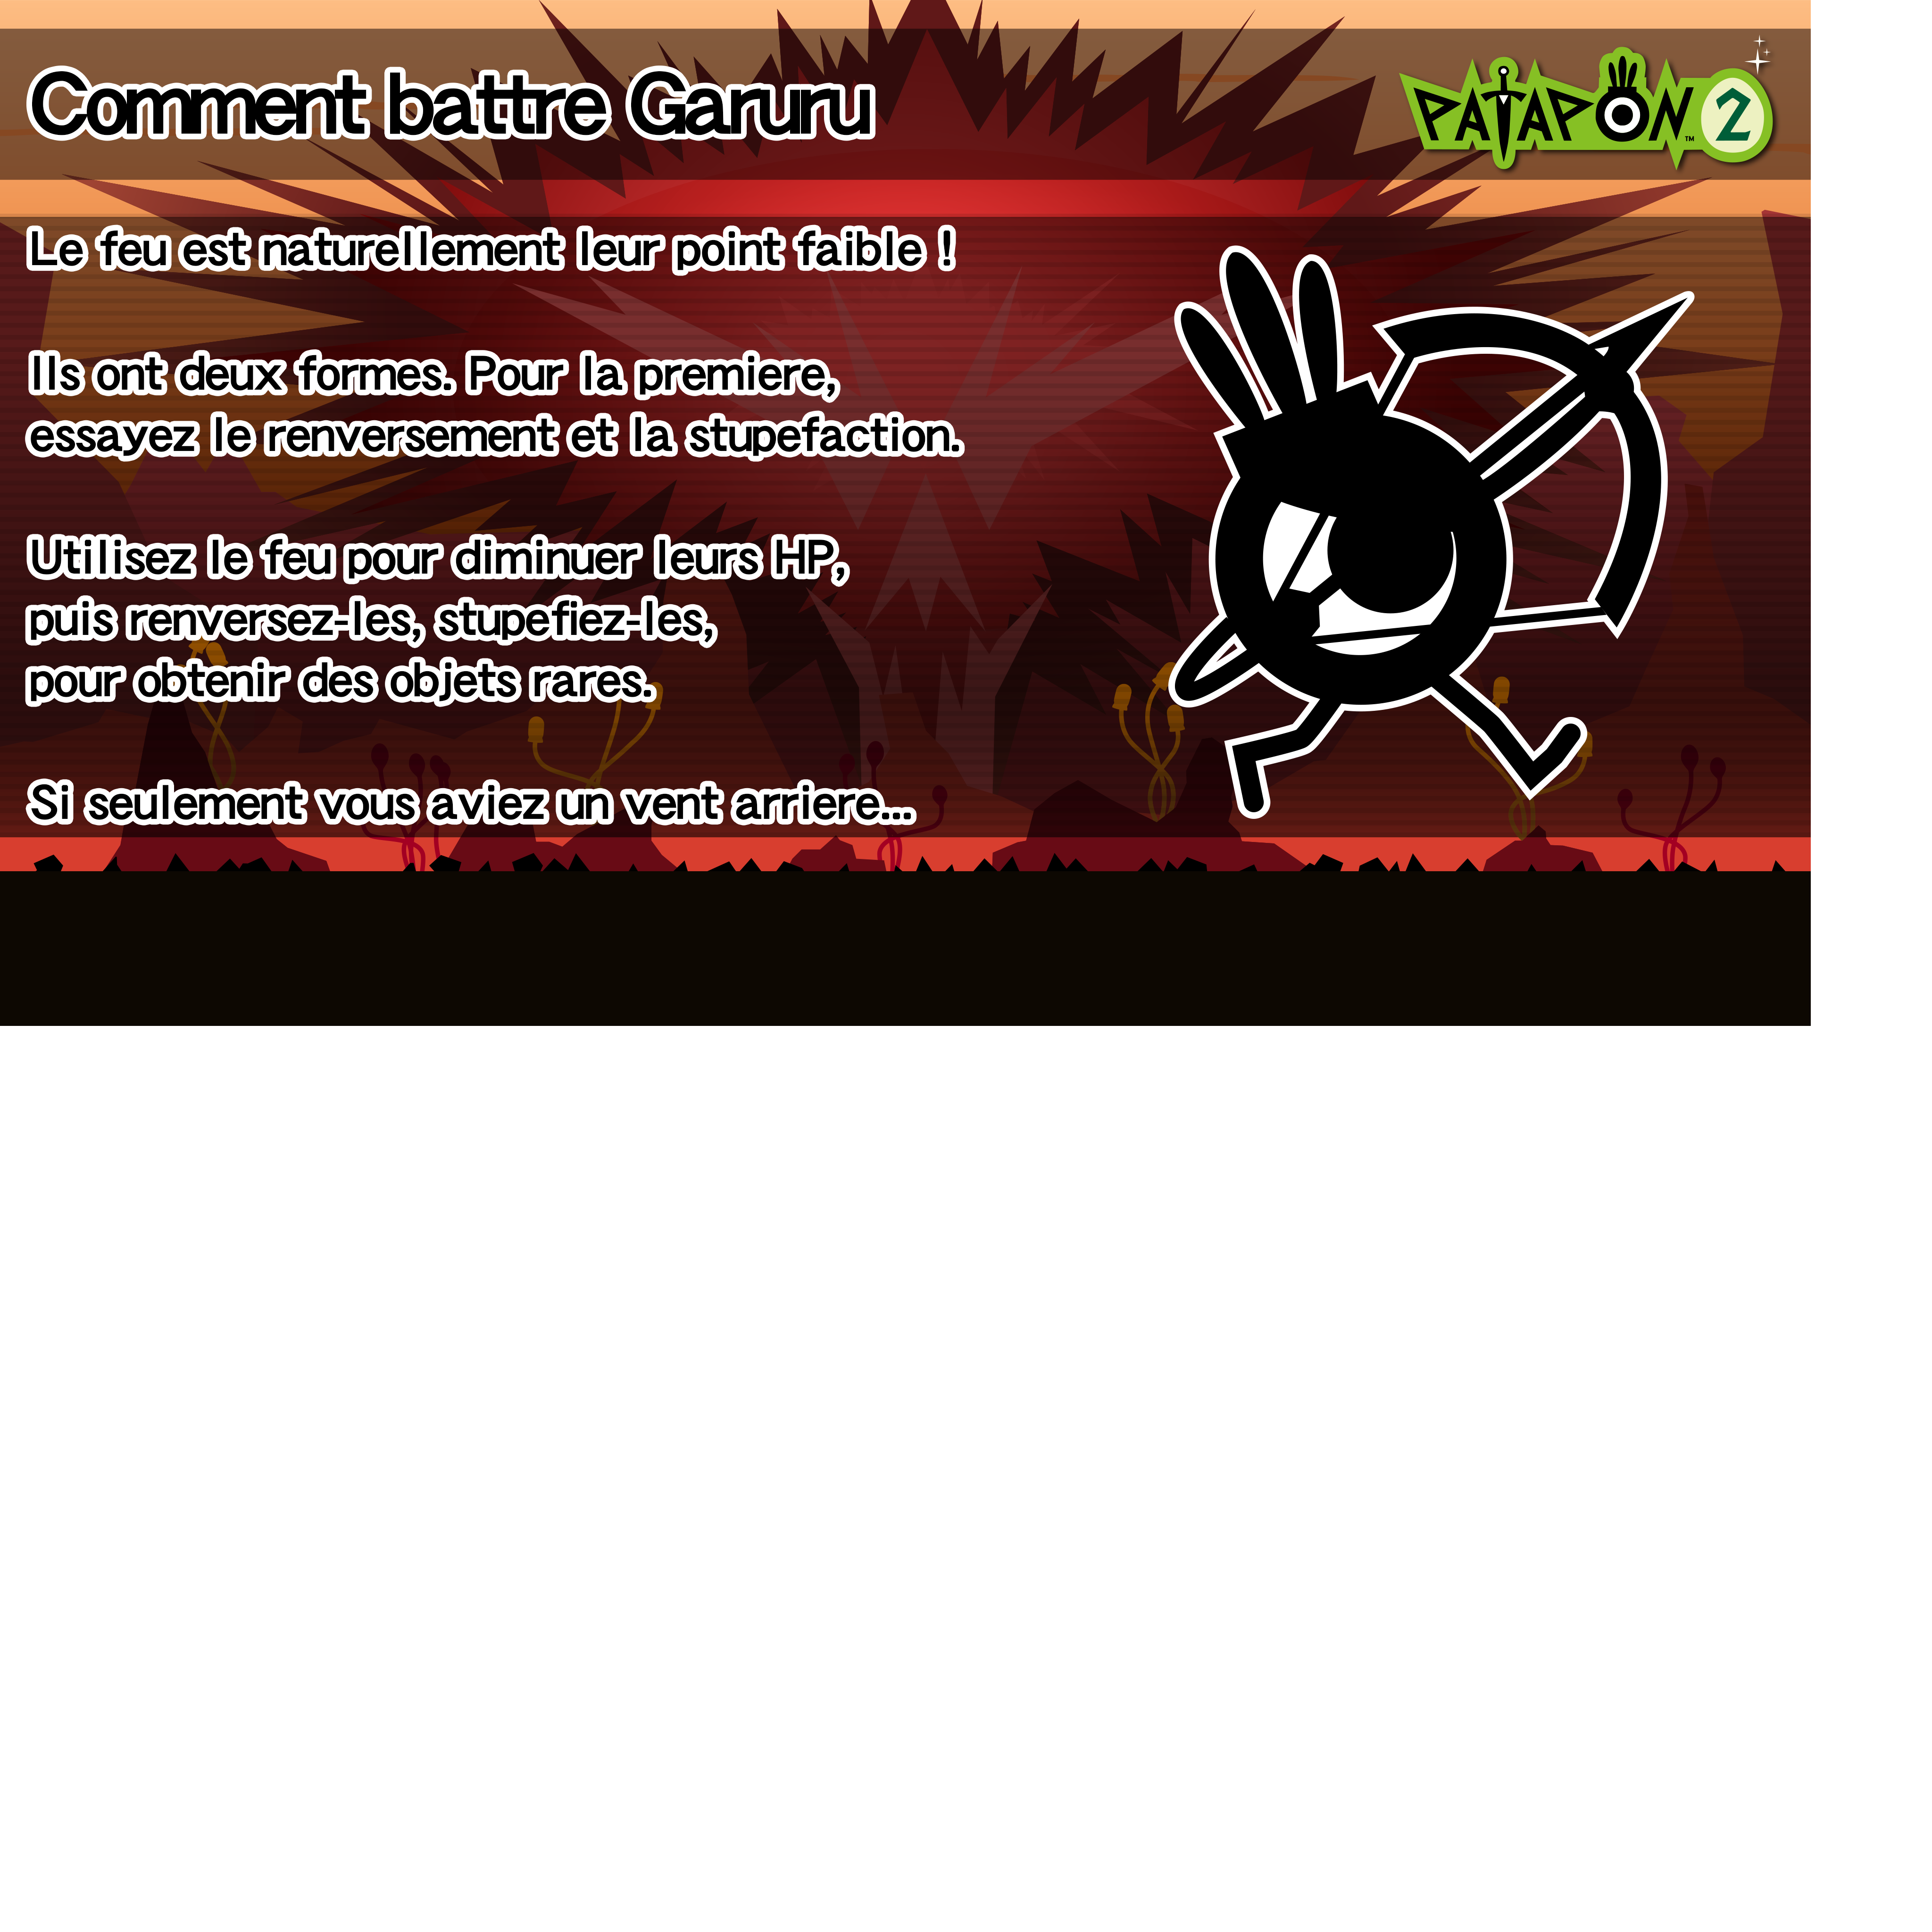 Comment battre Garuru
PATAPON™ 2
Le feu est naturellement leur point faible !
Ils ont deux formes. Pour la premiere,
essayez le renversement et la stupefaction.
Utilisez le feu pour diminuer leurs HP,
puis renversez-les, stupefiez-les,
pour obtenir des objets rares.
Si seulement vous aviez un vent arriere...